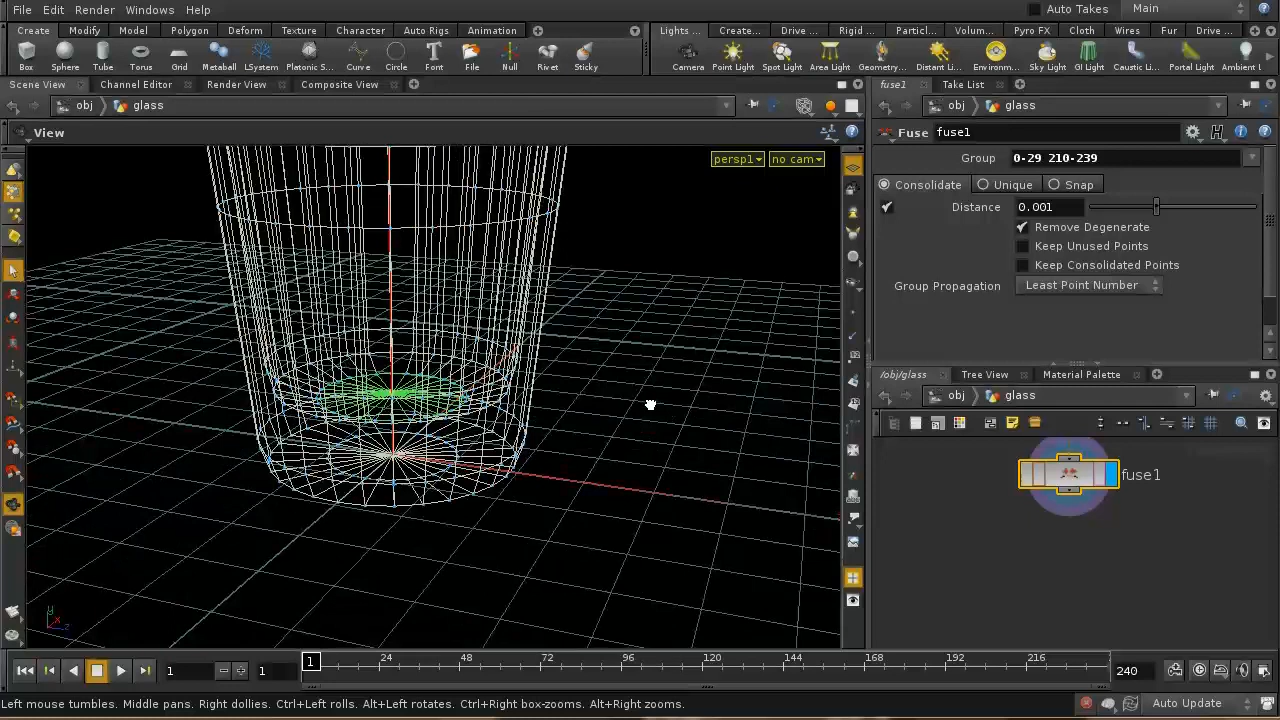 File Edit Render Windows Help Auto Takes Main
Create Modify Model Polygon Deform Texture Character Auto Rigs Animation Lights ... Create... Drive ... Rigid ... Particl... Volum... Pyro FX Cloth Wires Fur Drive ...
Box Sphere Tube Torus Grid Metaball LSystem Platonic S... Curve Circle Font File Null Rivet Sticky Camera Point Light Spot Light Area Light Geometry... Distant Li... Environm... Sky Light GI Light Caustic Li... Portal Light Ambient L
Scene View Channel Editor Render View Composite View fuse1 Take List
obj glass obj glass
View persp1 no cam
Fuse fuse1
Group 0-29 210-239
Consolidate Unique Snap
Distance 0.001
Remove Degenerate
Keep Unused Points
Keep Consolidated Points
Group Propagation Least Point Number
/obj/glass Tree View Material Palette
obj glass
fuse1
y x z
1 1 1 24 48 72 96 120 144 168 192 216 240
Left mouse tumbles. Middle pans. Right dollies. Ctrl+Left rolls. Alt+Left rotates. Ctrl+Right box-zooms. Alt+Right zooms. Auto Update